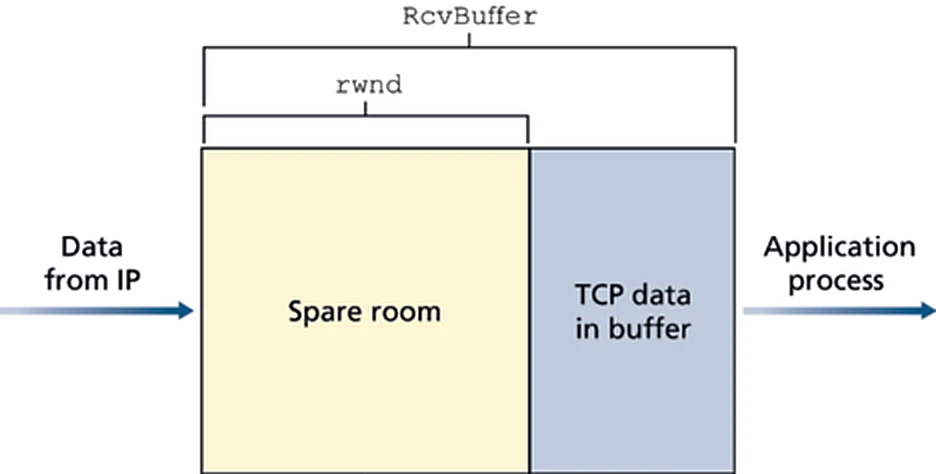 RcvBuffer
rwnd
Data
from IP
Spare room
TCP data
in buffer
Application
process